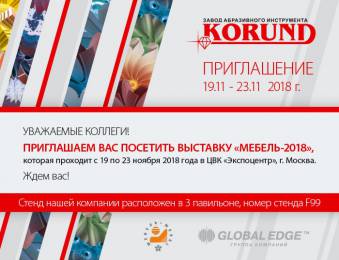 ЗАВОД АБРАЗИВНОГО ИНСТРУМЕНТА
KORUND
ПРИГЛАШЕНИЕ
19.11 - 23.11 2018 г.
УВАЖАЕМЫЕ КОЛЛЕГИ!
ПРИГЛАШАЕМ ВАС ПОСЕТИТЬ ВЫСТАВКУ «МЕБЕЛЬ-2018»,
которая проходит с 19 по 23 ноября 2018 года в ЦВК «Экспоцентр», г. Москва.
Ждем вас!
Стенд нашей компании расположен в 3 павильоне, номер стенда F99
GLOBAL EDGE™
ГРУППА КОМПАНИЙ